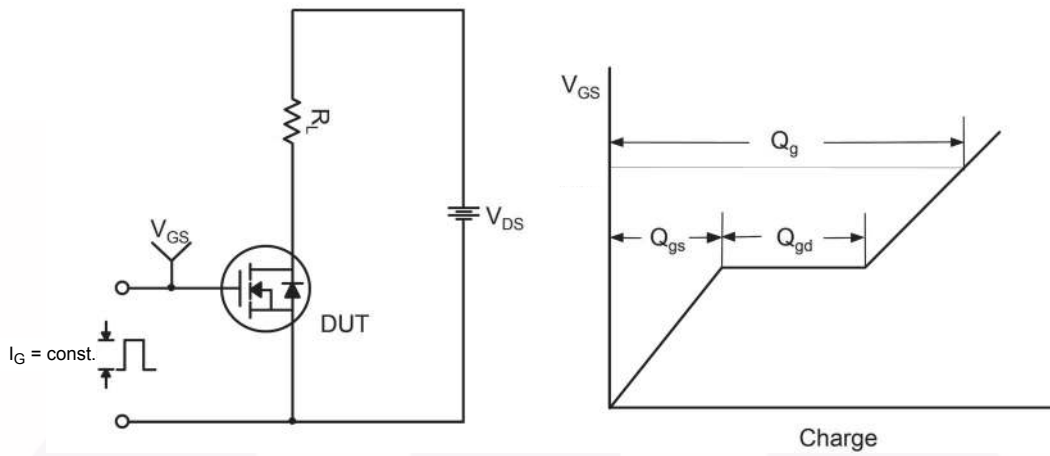 R_L
V_GS
V_DS
DUT
I_G = const.
V_GS
Q_g
Q_gs
Q_gd
Charge